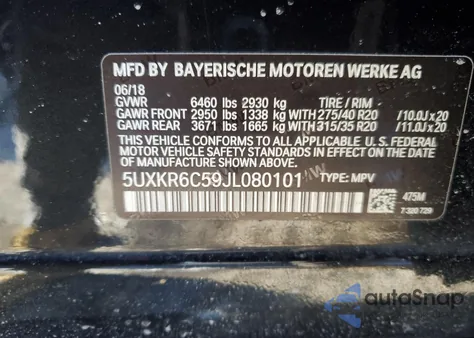 MFD BY BAYERISCHE MOTOREN WERKE AG
06/18
GVWR 6460 lbs 2930 kg TIRE / RIM
GAWR FRONT 2950 lbs 1338 kg WITH 275/40 R20 /10.0J x 20
GAWR REAR 3671 lbs 1665 kg WITH 315/35 R20 /11.0J x 20
THIS VEHICLE CONFORMS TO ALL APPLICABLE U. S. FEDERAL
MOTOR VEHICLE SAFETY STANDARDS IN EFFECT ON THE DATE OF
MANUFACTURE SHOWN ABOVE.
5UXKR6C59JL080101 TYPE: MPV
475M
7 380 729
autoSnap